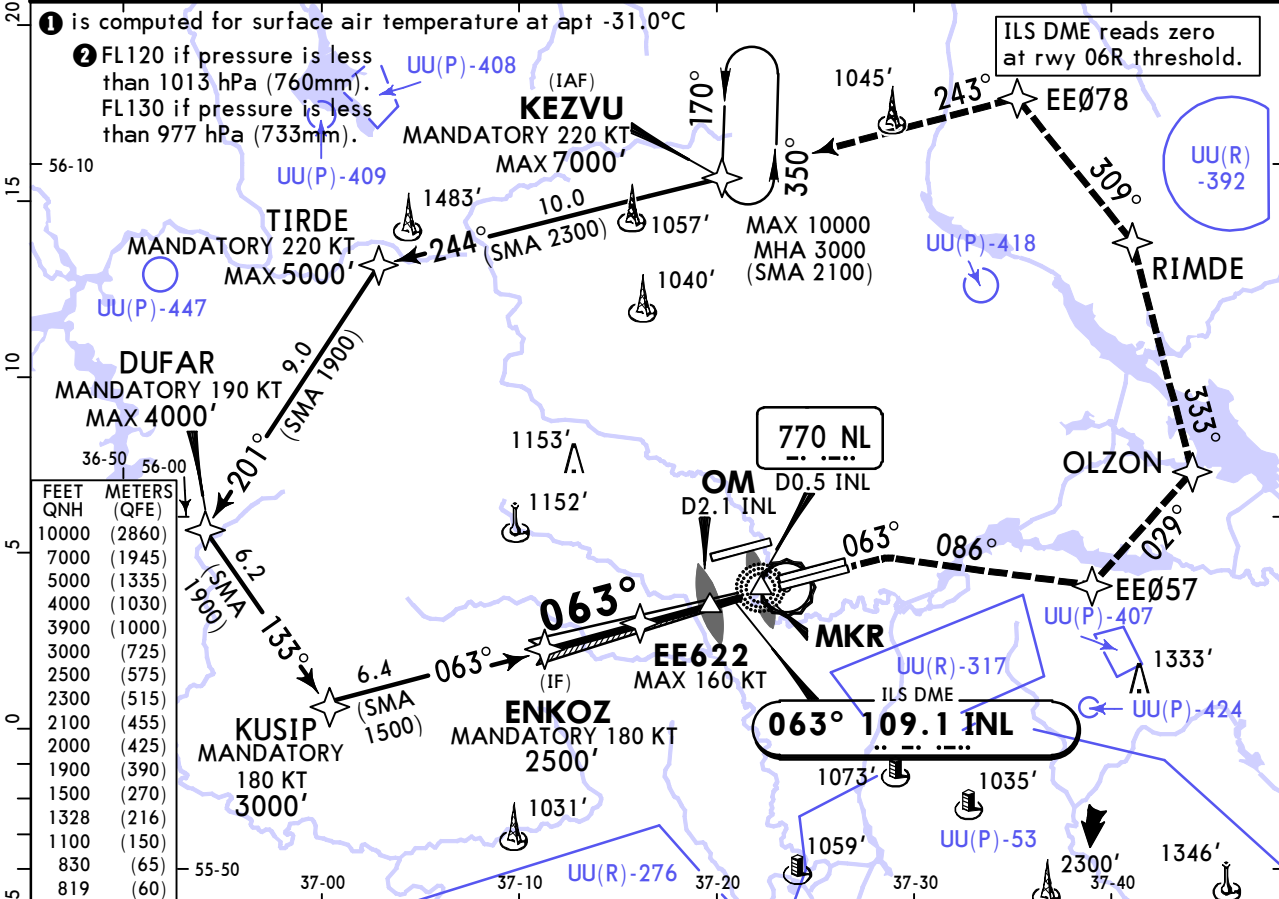 ❶ is computed for surface air temperature at apt -31.0°C
❷ FL120 if pressure is less
than 1013 hPa (760mm).
FL130 if pressure is less
than 977 hPa (733mm).
ILS DME reads zero
at rwy 06R threshold.
20
15
10
5
0
5
56-10
UU(P)-408
UU(P)-409
(IAF)
KEZVU
MANDATORY 220 KT
MAX 7000'
170°
350°
MAX 10000
MHA 3000
(SMA 2100)
1045'
243°
EEØ78
309°
RIMDE
UU(R)
-392
UU(P)-418
1483'
10.0
244°
(SMA 2300)
1057'
1040'
TIRDE
MANDATORY 220 KT
MAX 5000'
UU(P)-447
9.0
(SMA 1900)
201°
DUFAR
MANDATORY 190 KT
MAX 4000'
36-50
56-00
333°
OLZON
029°
EEØ57
086°
063°
770 NL
D0.5 INL
OM
D2.1 INL
1153'
1152'
6.2
(SMA
1900)
133°
6.4
063°
(SMA
1500)
KUSIP
MANDATORY
180 KT
3000'
063°
(IF)
ENKOZ
MANDATORY 180 KT
2500'
EE622
MAX 160 KT
MKR
UU(R)-317
UU(P)-407
1333'
UU(P)-424
ILS DME
063° 109.1 INL
1073'
1035'
UU(P)-53
1059'
1031'
UU(R)-276
2300'
1346'
55-50
37-00
37-10
37-20
37-30
37-40
FEET METERS
QNH (QFE)
10000 (2860)
7000 (1945)
5000 (1335)
4000 (1030)
3900 (1000)
3000 (725)
2500 (575)
2300 (515)
2100 (455)
2000 (425)
1900 (390)
1500 (270)
1328 (216)
1100 (150)
830 (65)
819 (60)